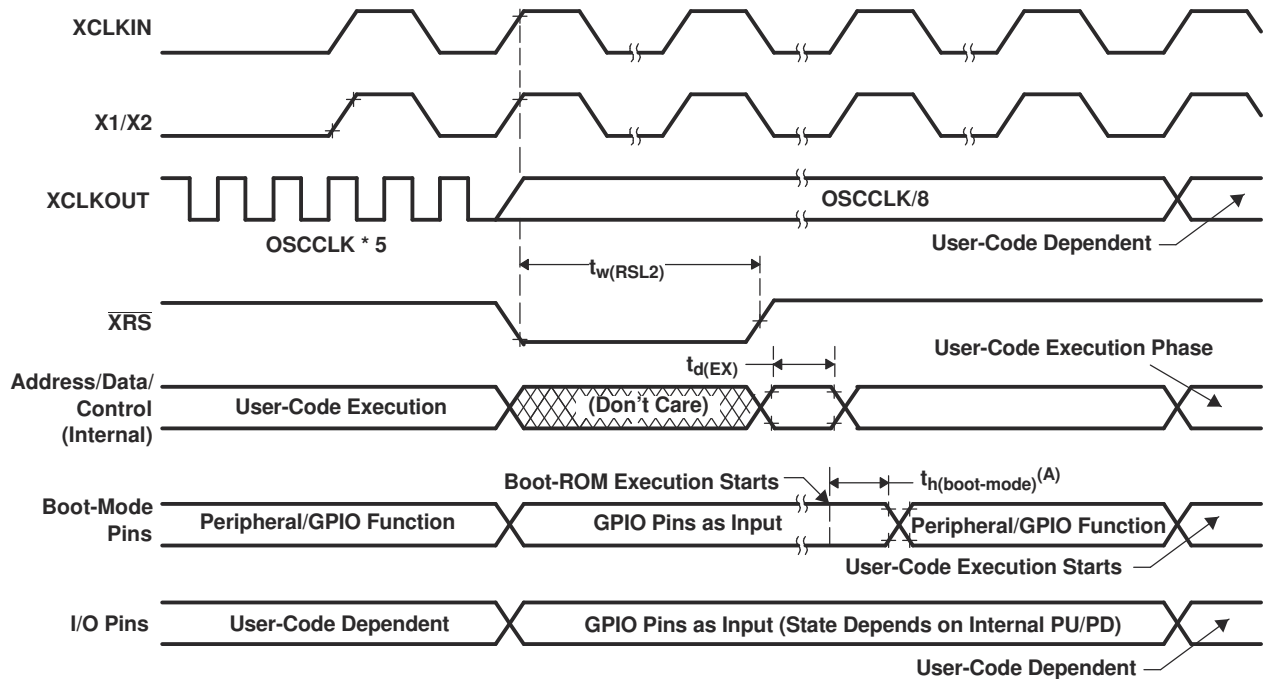 XCLKIN
X1/X2
XCLKOUT
OSCCLK/8
OSCCLK * 5
User-Code Dependent
tw(RSL2)
XRS
User-Code Execution Phase
td(EX)
Address/Data/
Control
(Internal)
User-Code Execution
(Don't Care)
Boot-ROM Execution Starts
th(boot-mode)(A)
Boot-Mode
Pins
Peripheral/GPIO Function
GPIO Pins as Input
Peripheral/GPIO Function
User-Code Execution Starts
I/O Pins
User-Code Dependent
GPIO Pins as Input (State Depends on Internal PU/PD)
User-Code Dependent